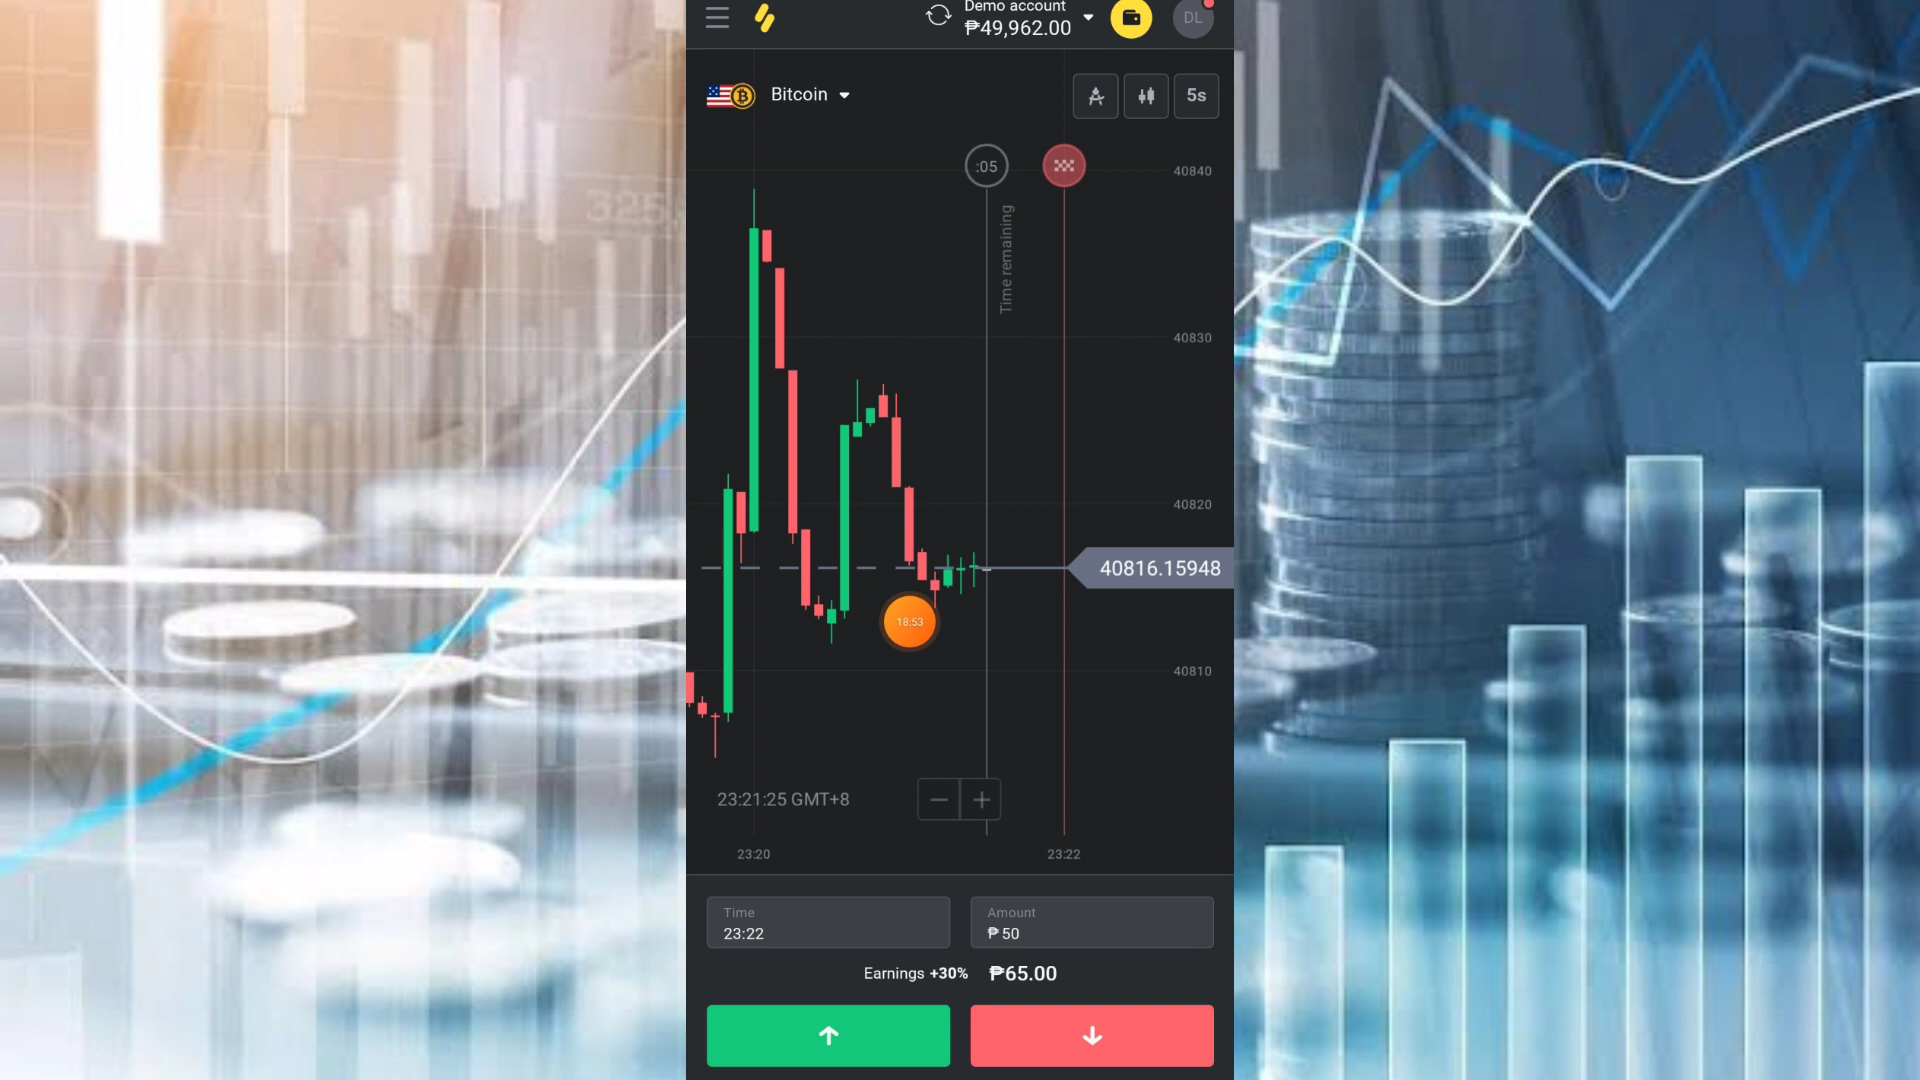 Demo account
₱49,962.00
DL
Bitcoin
5s
:05
Time remaining
40840
40830
40820
40816.15948
40810
18:53
23:21:25 GMT+8
23:20
23:22
Time
23:22
Amount
₱ 50
Earnings +30% ₱65.00
325